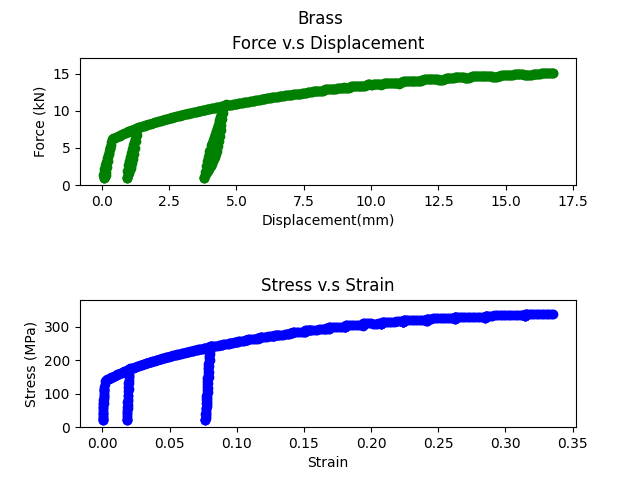 Brass
Force v.s Displacement
15
10
5
0
Force (kN)
0.0 2.5 5.0 7.5 10.0 12.5 15.0 17.5
Displacement(mm)
Stress v.s Strain
300
200
100
0
Stress (MPa)
0.00 0.05 0.10 0.15 0.20 0.25 0.30 0.35
Strain